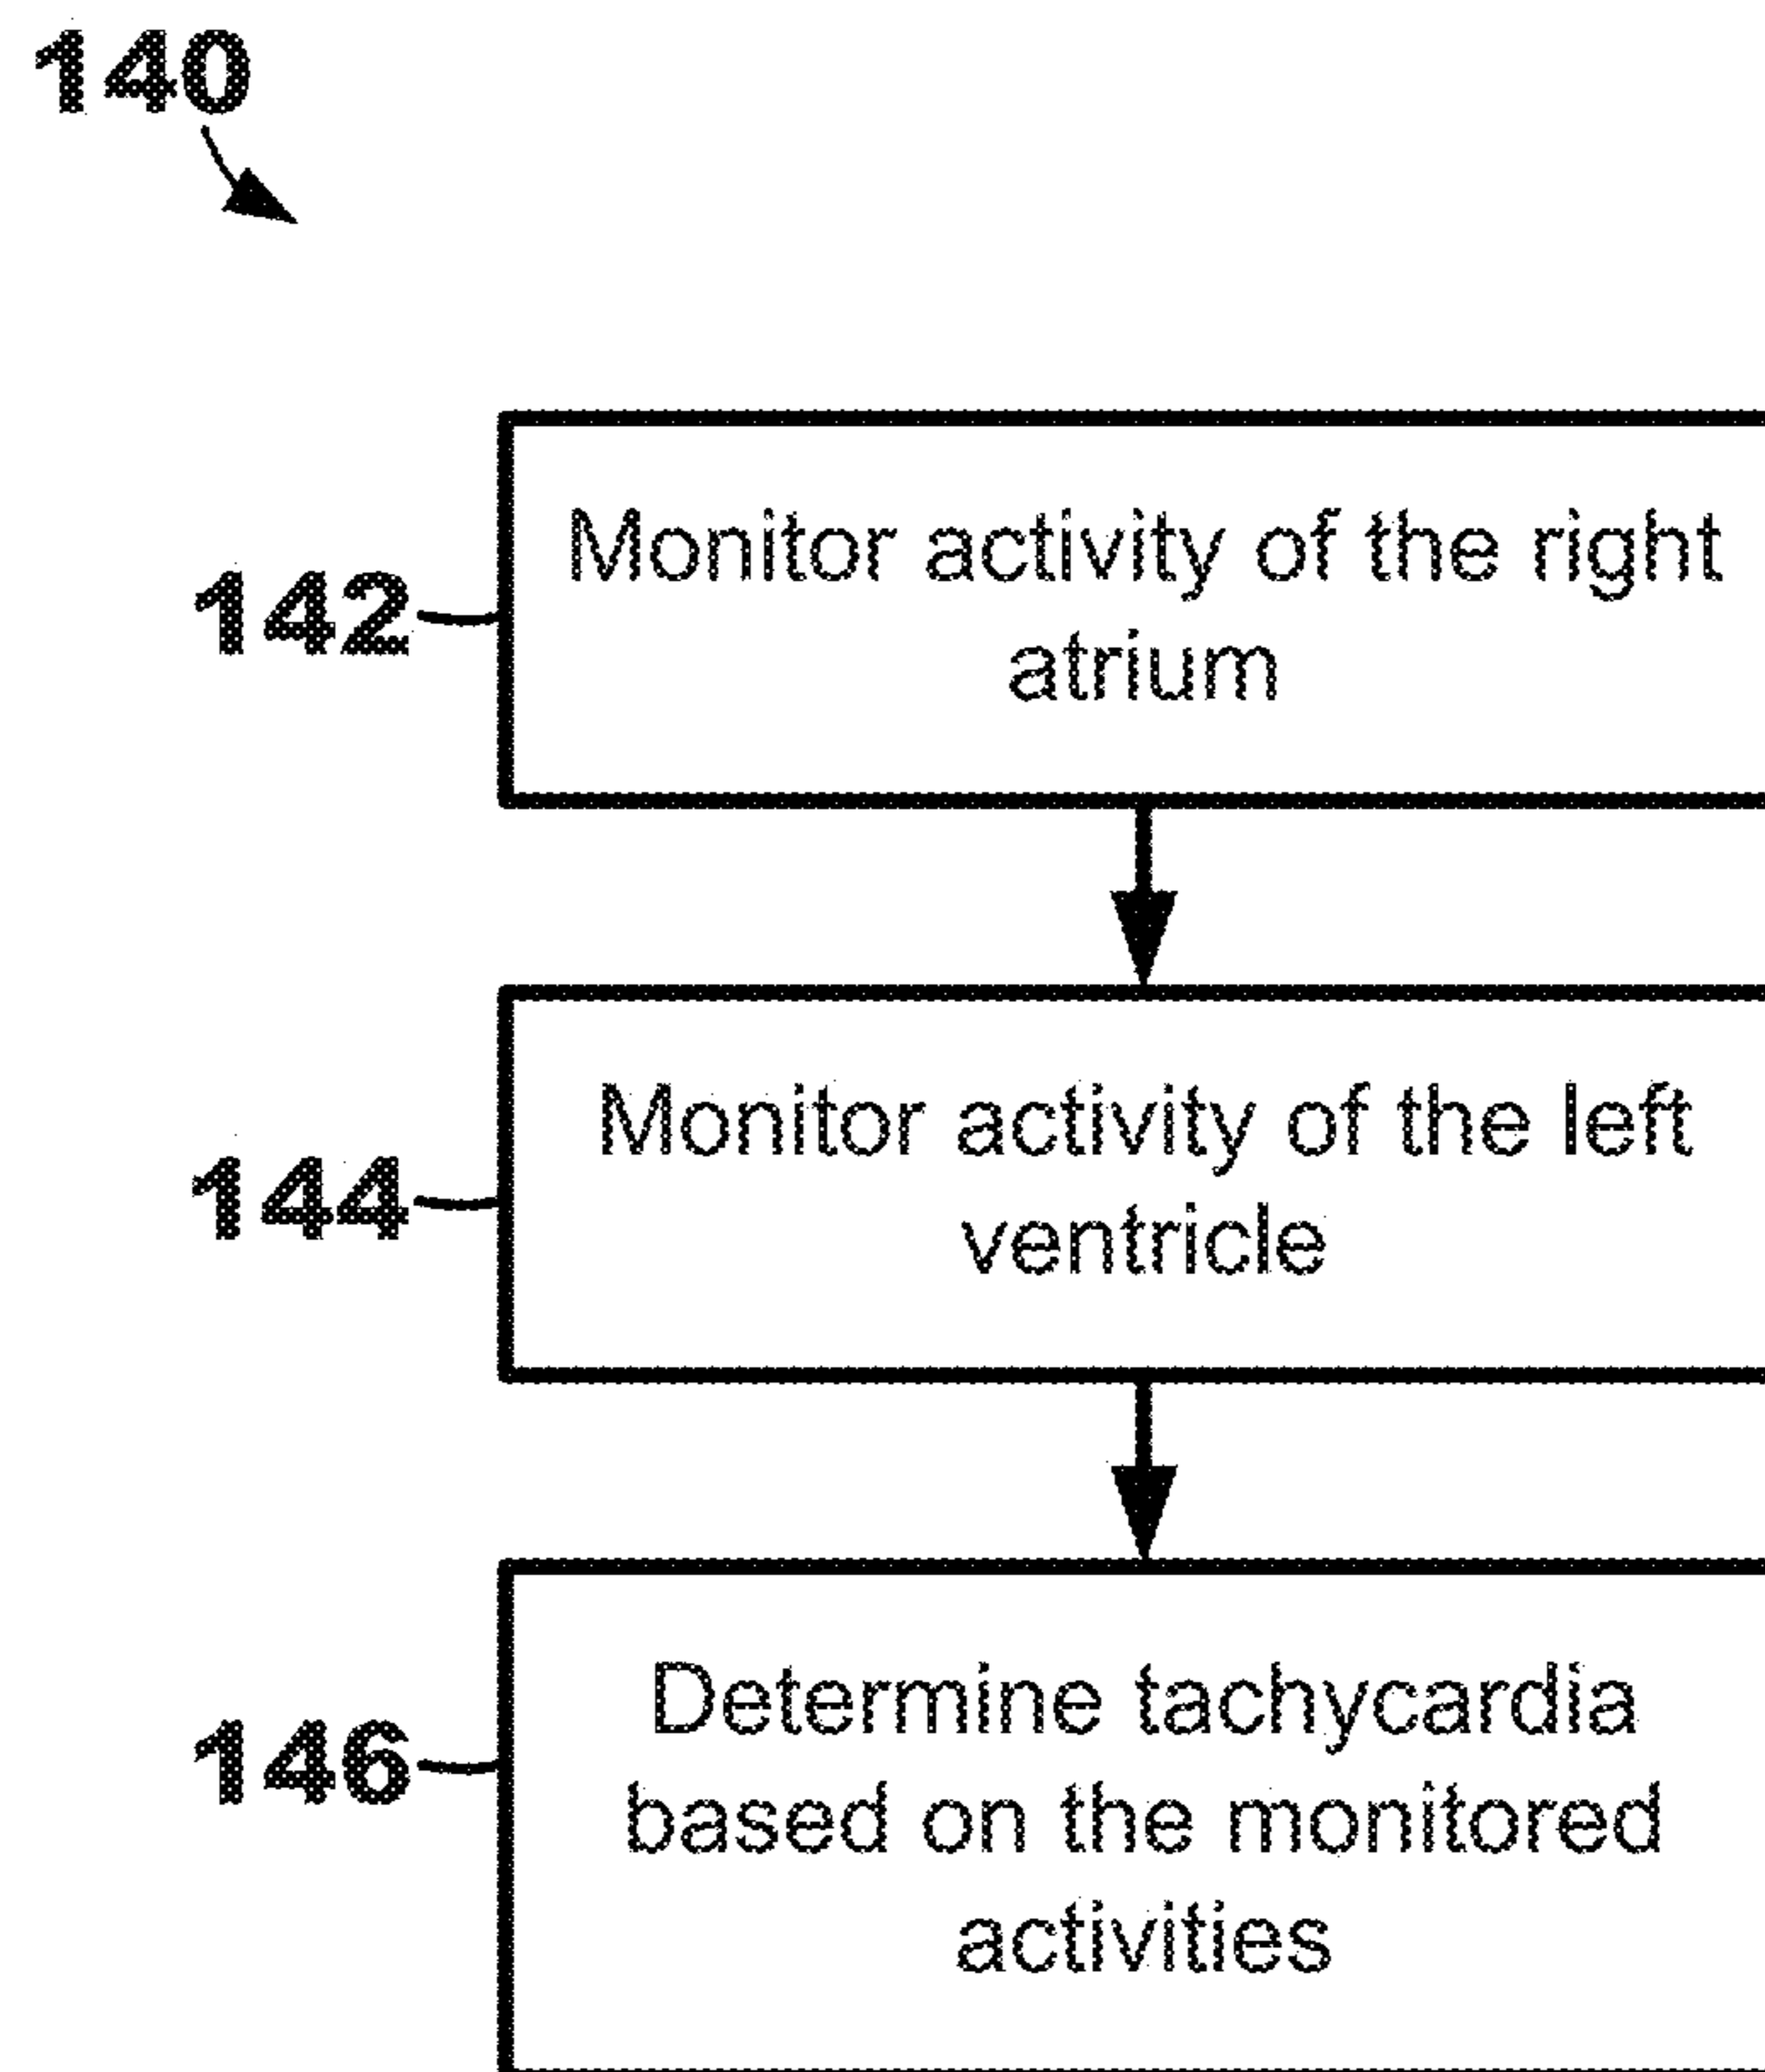 140
142
Monitor activity of the right
atrium
144
Monitor activity of the left
ventricle
146
Determine tachycardia
based on the monitored
activities